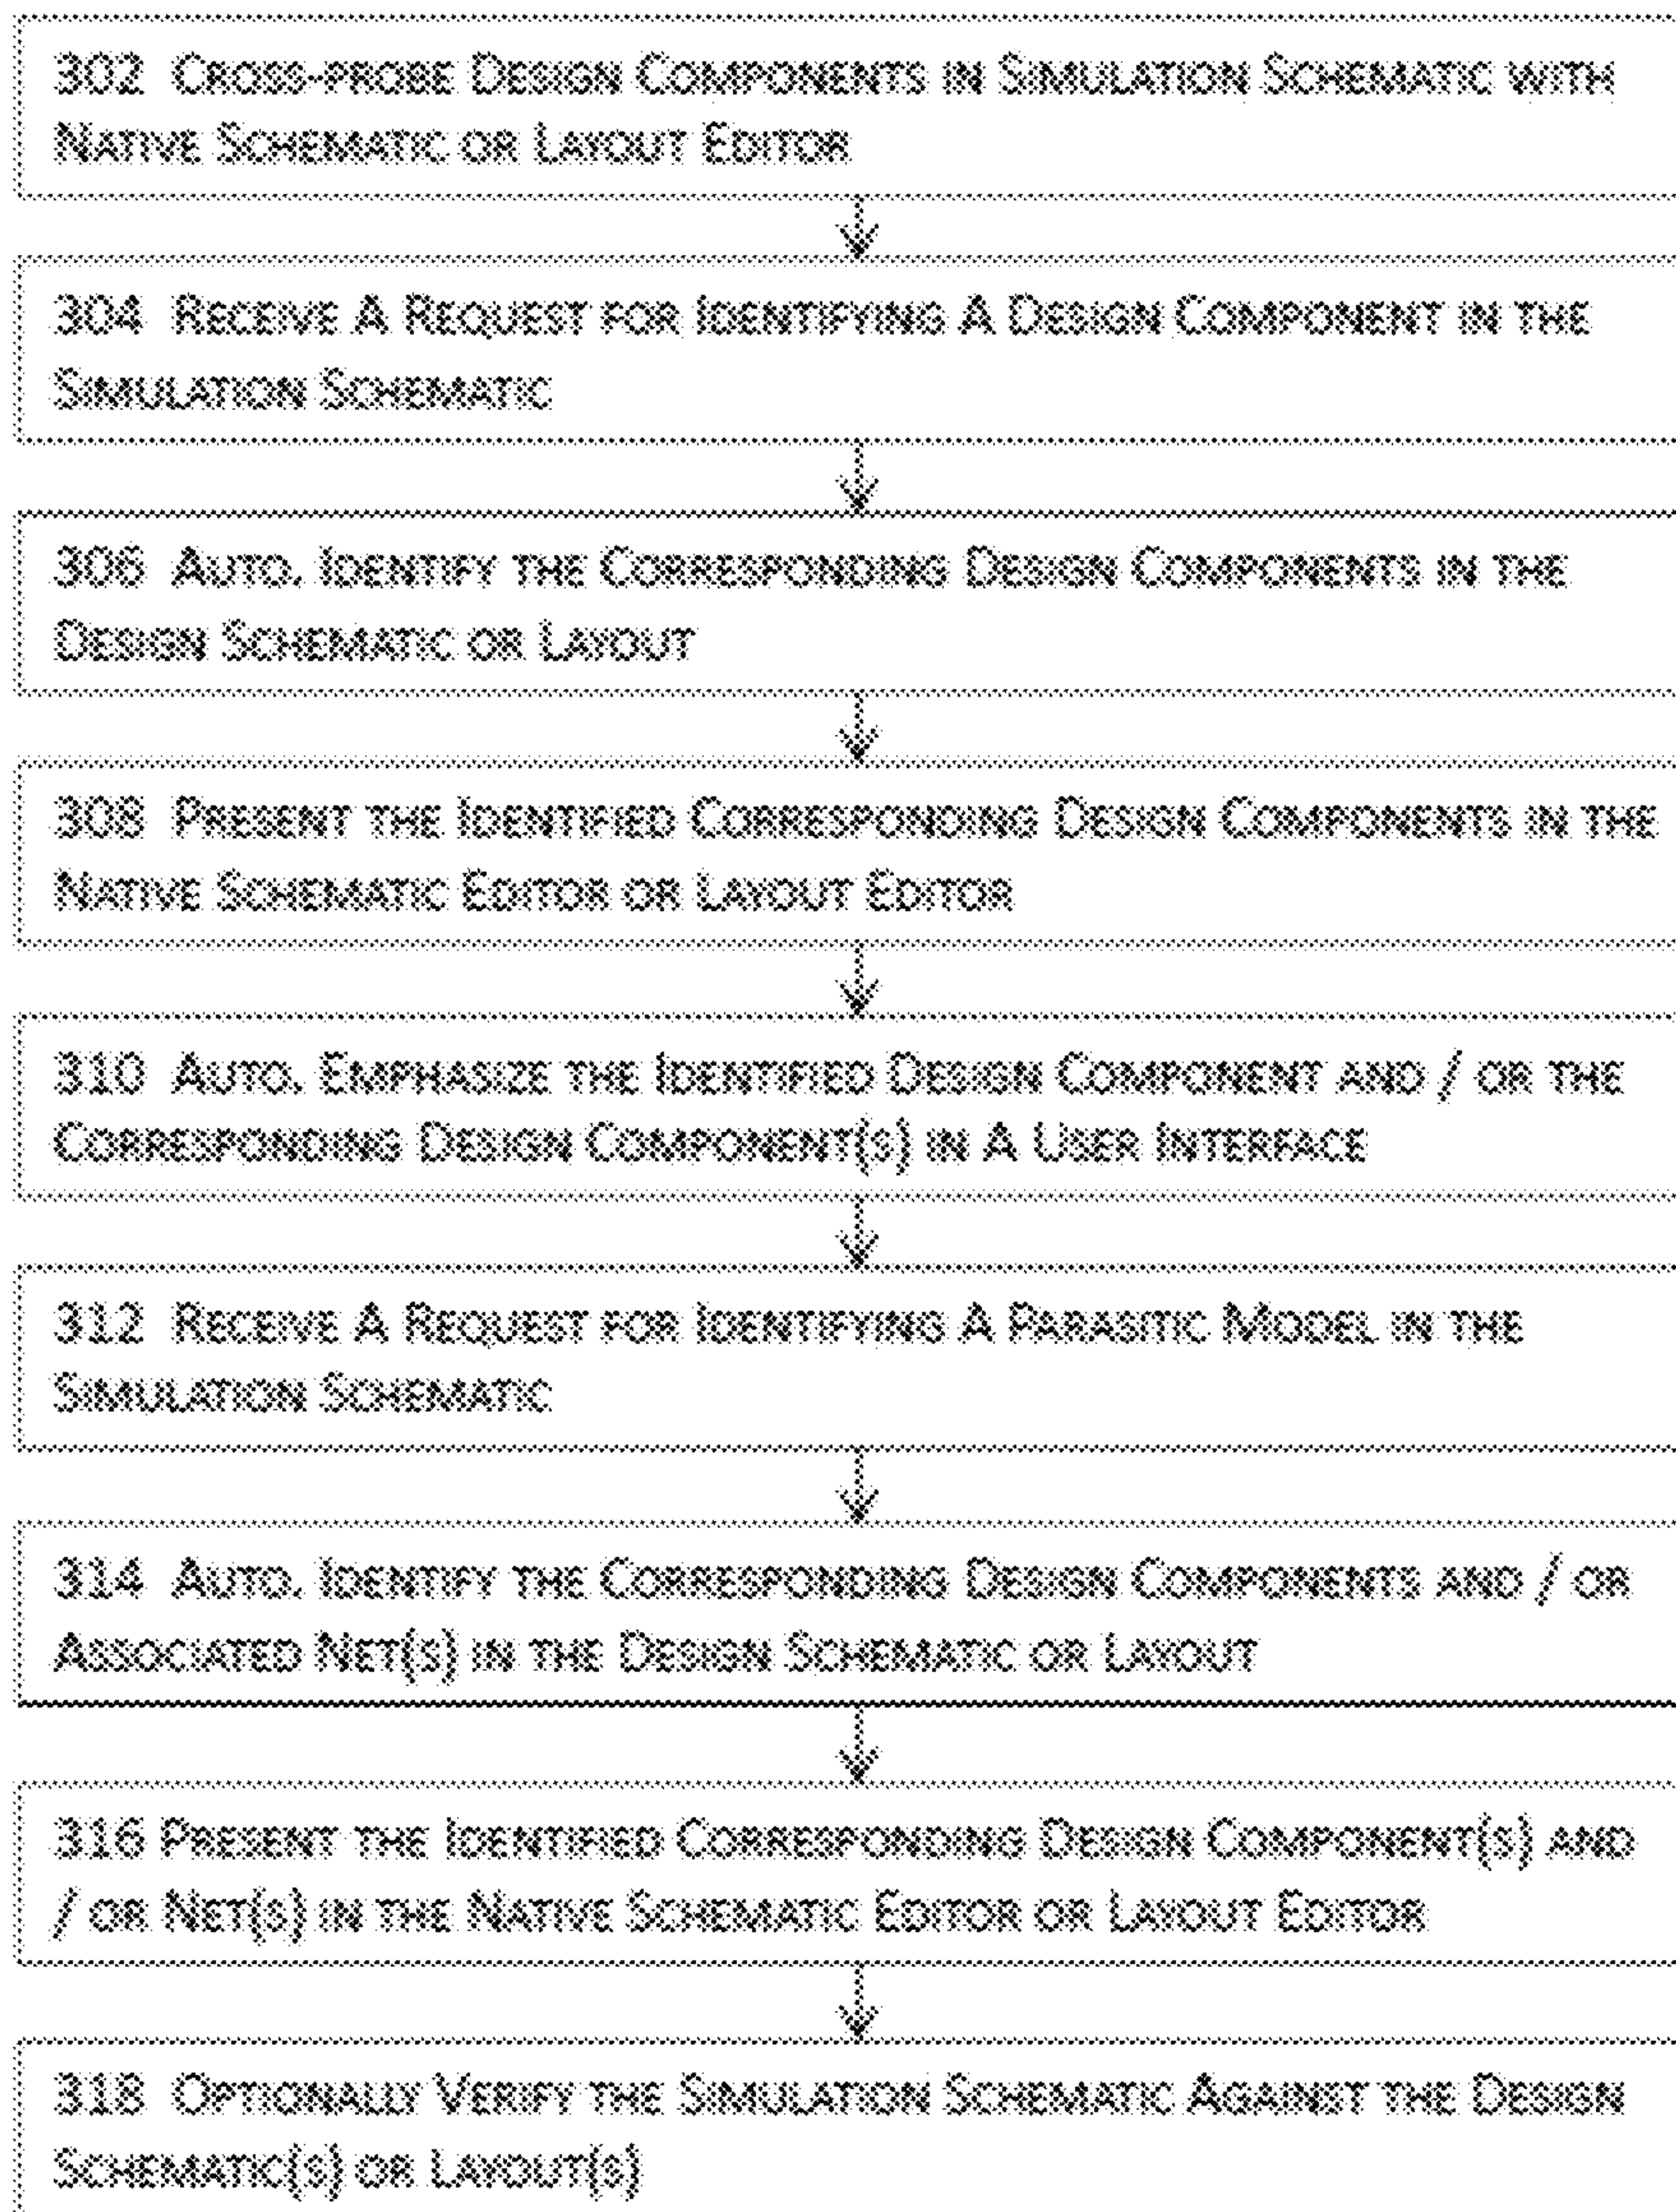 302 Cross-probe Design Components in Simulation Schematic with
Native Schematic or Layout Editor
304 Receive A Request for Identifying A Design Component in the
Simulation Schematic
306 Auto. Identify the Corresponding Design Components in the
Design Schematic or Layout
308 Present the Identified Corresponding Design Components in the
Native Schematic Editor or Layout Editor
310 Auto. Emphasize the Identified Design Component and / or the
Corresponding Design Component(s) in A User Interface
312 Receive A Request for Identifying A Parasitic Model in the
Simulation Schematic
314 Auto. Identify the Corresponding Design Components and / or
Associated Net(s) in the Design Schematic or Layout
316 Present the Identified Corresponding Design Component(s) and
/ or Net(s) in the Native Schematic Editor or Layout Editor
318 Optionally Verify the Simulation Schematic Against the Design
Schematic(s) or Layout(s)